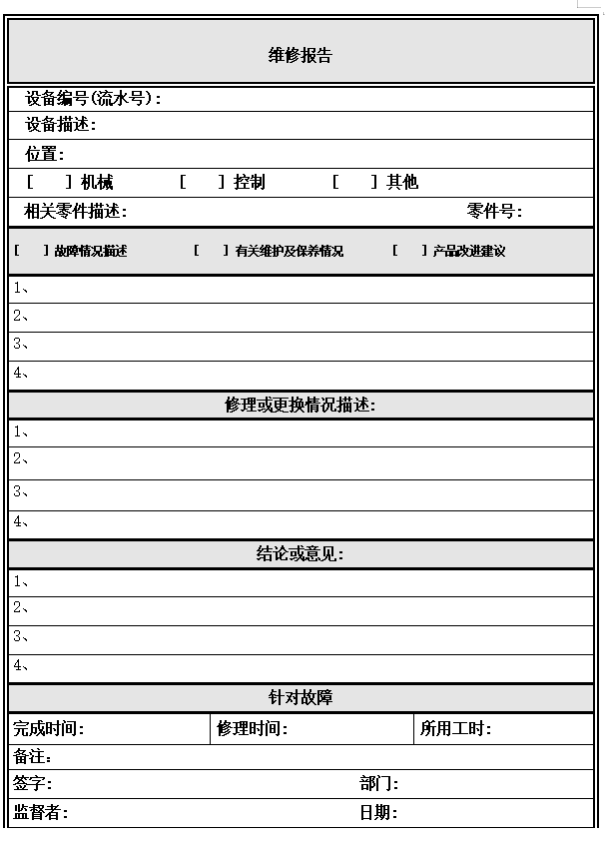 维修报告
设备编号(流水号):
设备描述:
位置:
[ ]机械 [ ]控制 [ ]其他
相关零件描述: 零件号:
[ ]故障情况描述 [ ]有关维护及保养情况 [ ]产品改进建议
1、
2、
3、
4、
修理或更换情况描述:
1、
2、
3、
4、
结论或意见:
1、
2、
3、
4、
针对故障
完成时间: 修理时间: 所用工时:
备注:
签字: 部门:
监督者: 日期: